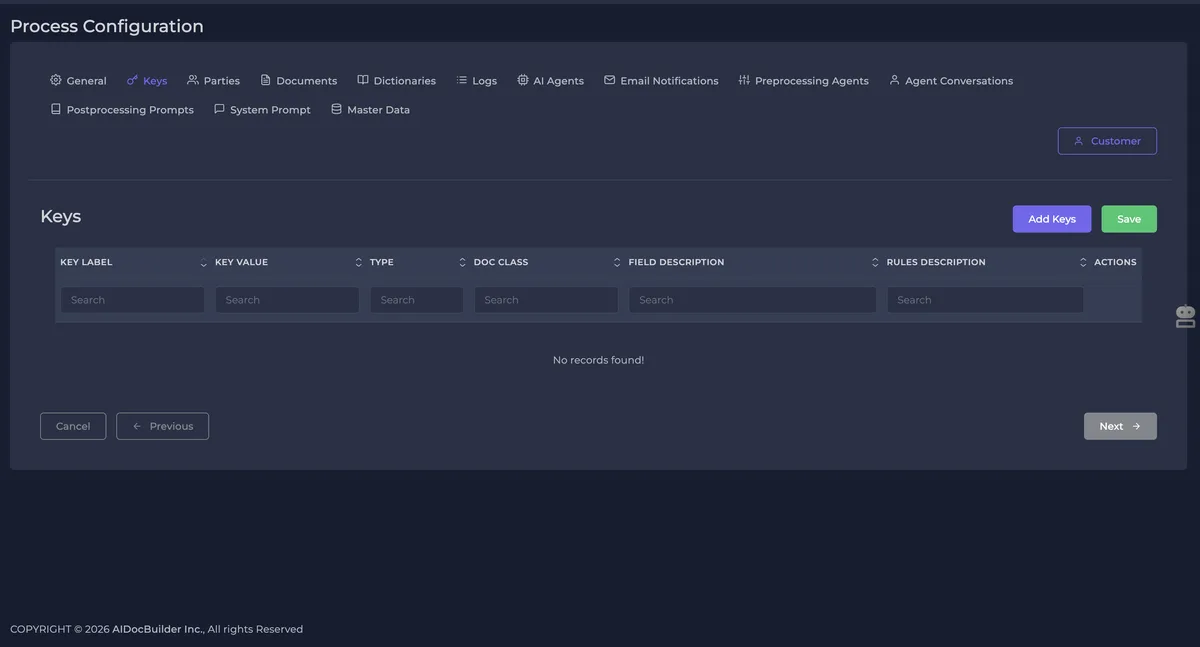 Process Configuration
General Keys Parties Documents Dictionaries Logs AI Agents Email Notifications Preprocessing Agents Agent Conversations
Postprocessing Prompts System Prompt Master Data
Customer
Keys
Add Keys Save
KEY LABEL KEY VALUE TYPE DOC CLASS FIELD DESCRIPTION RULES DESCRIPTION ACTIONS
Search Search Search Search Search Search
No records found!
Cancel Previous Next
COPYRIGHT © 2026 AIDocBuilder Inc., All rights Reserved